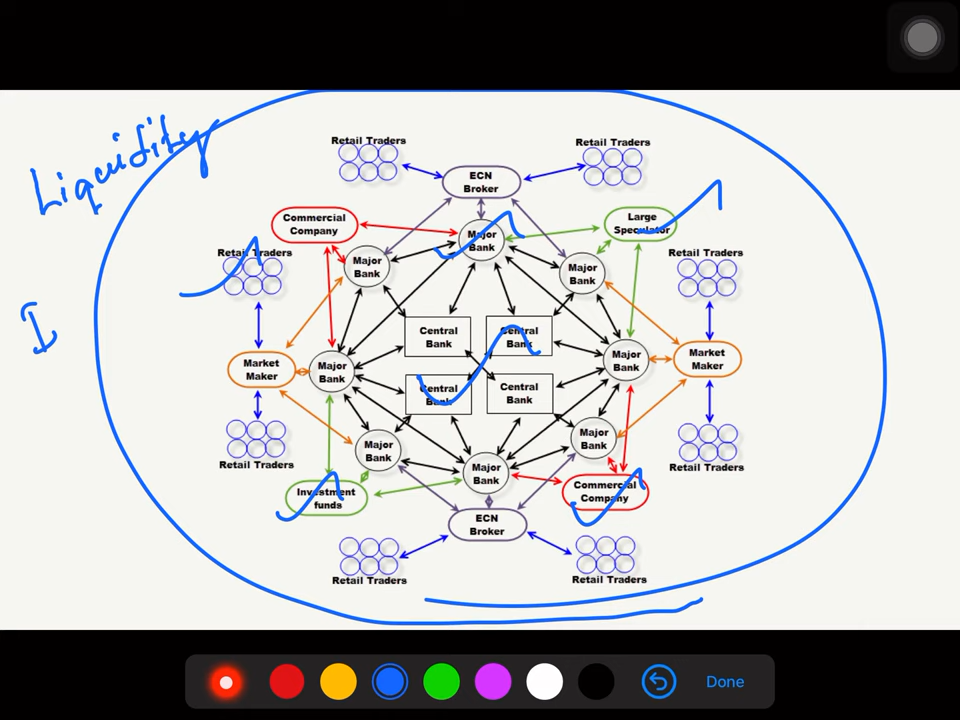 Liquidity
Retail Traders
Retail Traders
ECN
Broker
Commercial
Company
Major
Bank
Large
Speculator
Retail Traders
Major
Bank
Major
Bank
Retail Traders
I
Central
Bank
Central
Bank
Market
Maker
Major
Bank
Major
Bank
Market
Maker
Central
Bank
Central
Bank
Retail Traders
Major
Bank
Major
Bank
Retail Traders
Major
Bank
Investment
funds
Commercial
Company
ECN
Broker
Retail Traders
Retail Traders
Done